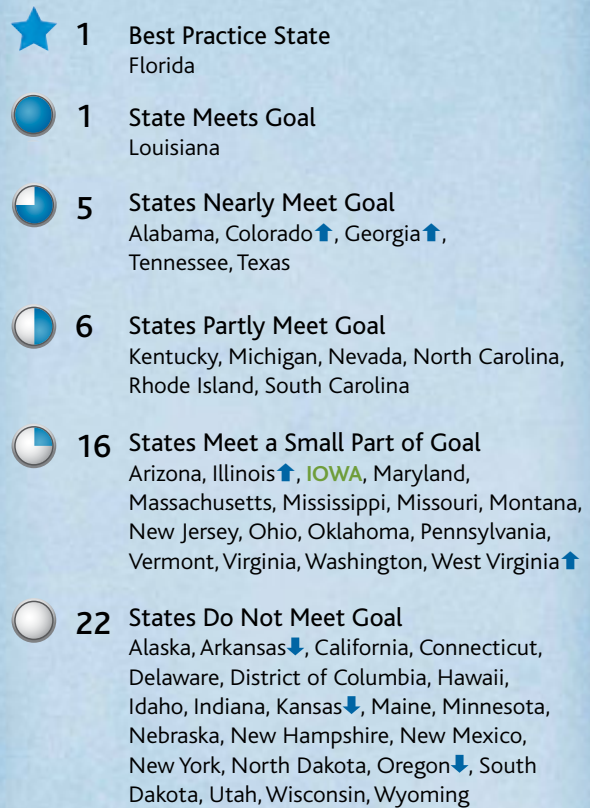 1 Best Practice State
Florida
1 State Meets Goal
Louisiana
5 States Nearly Meet Goal
Alabama, Colorado⬆, Georgia⬆,
Tennessee, Texas
6 States Partly Meet Goal
Kentucky, Michigan, Nevada, North Carolina,
Rhode Island, South Carolina
16 States Meet a Small Part of Goal
Arizona, Illinois⬆, IOWA, Maryland,
Massachusetts, Mississippi, Missouri, Montana,
New Jersey, Ohio, Oklahoma, Pennsylvania,
Vermont, Virginia, Washington, West Virginia⬆
22 States Do Not Meet Goal
Alaska, Arkansas⬇, California, Connecticut,
Delaware, District of Columbia, Hawaii,
Idaho, Indiana, Kansas⬇, Maine, Minnesota,
Nebraska, New Hampshire, New Mexico,
New York, North Dakota, Oregon⬇, South
Dakota, Utah, Wisconsin, Wyoming